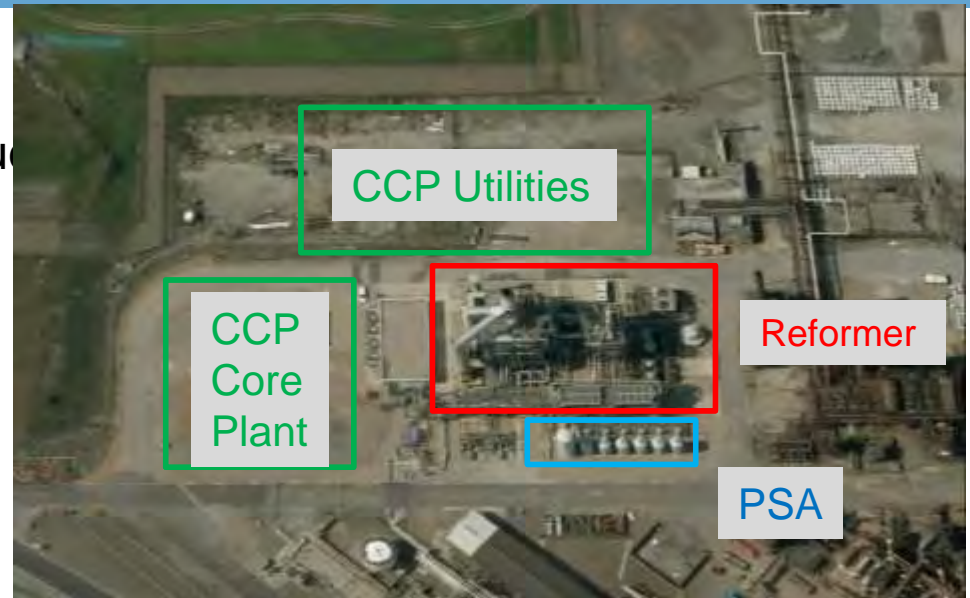 CCP Utilities
CCP
Core
Plant
Reformer
PSA